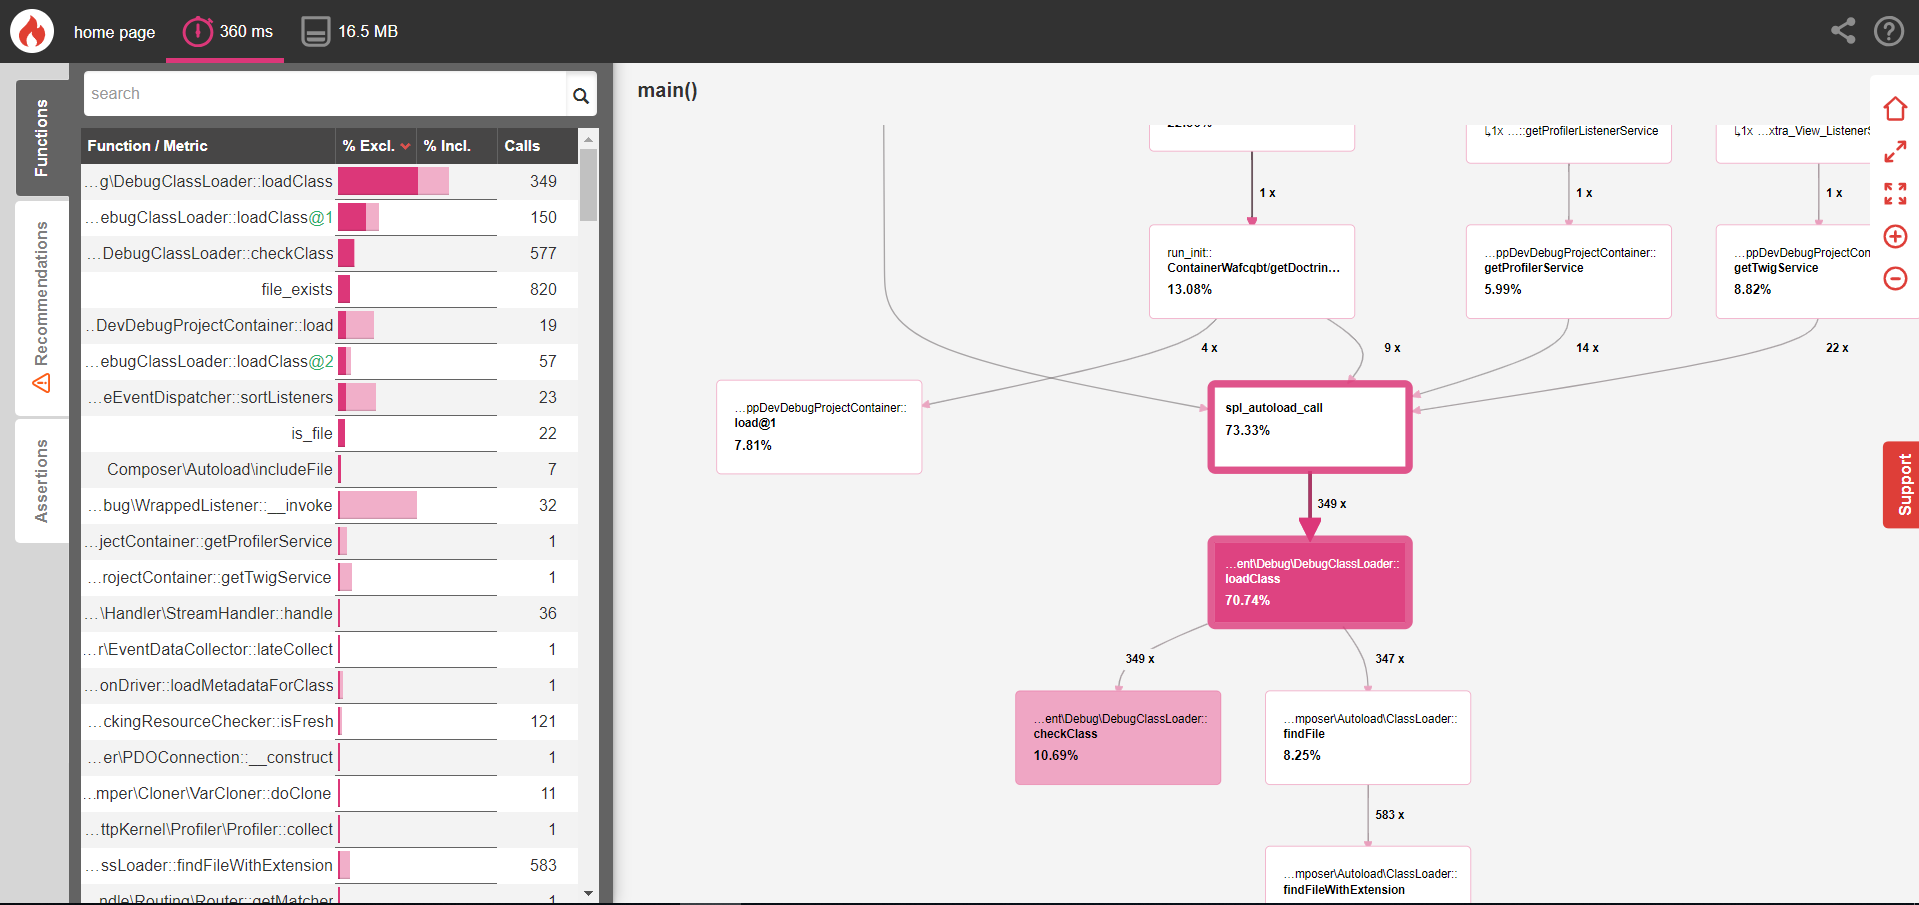 home page
360 ms
16.5 MB
Functions
Recommendations
Assertions
search
Function / Metric % Excl. % Incl. Calls
...g\DebugClassLoader::loadClass 349
...ebugClassLoader::loadClass@1 150
...DebugClassLoader::checkClass 577
file_exists 820
...DevDebugProjectContainer::load 19
...ebugClassLoader::loadClass@2 57
...eEventDispatcher::sortListeners 23
is_file 22
Composer\Autoload\includeFile 7
...bug\WrappedListener::__invoke 32
...jectContainer::getProfilerService 1
...rojectContainer::getTwigService 1
...\Handler\StreamHandler::handle 36
...r\EventDataCollector::lateCollect 1
...onDriver::loadMetadataForClass 1
...ckingResourceChecker::isFresh 121
...er\PDOConnection::__construct 1
...mper\Cloner\VarCloner::doClone 11
...ttpKernel\Profiler\Profiler::collect 1
...ssLoader::findFileWithExtension 583
...ndle\Routing\Router::getMatcher 1
main()
↳1x ...::getProfilerListenerService
↳1x ...xtra_View_Listener
1 x
1 x
1 x
run_init::
ContainerWafcqbt/getDoctrin...
13.08%
...ppDevDebugProjectContainer::
getProfilerService
5.99%
...ppDevDebugProjectCon
getTwigService
8.82%
4 x
9 x
14 x
22 x
...ppDevDebugProjectContainer::
load@1
7.81%
spl_autoload_call
73.33%
349 x
...ent\Debug\DebugClassLoader::
loadClass
70.74%
349 x
347 x
...ent\Debug\DebugClassLoader::
checkClass
10.69%
...mposer\Autoload\ClassLoader::
findFile
8.25%
583 x
...mposer\Autoload\ClassLoader::
findFileWithExtension
Support